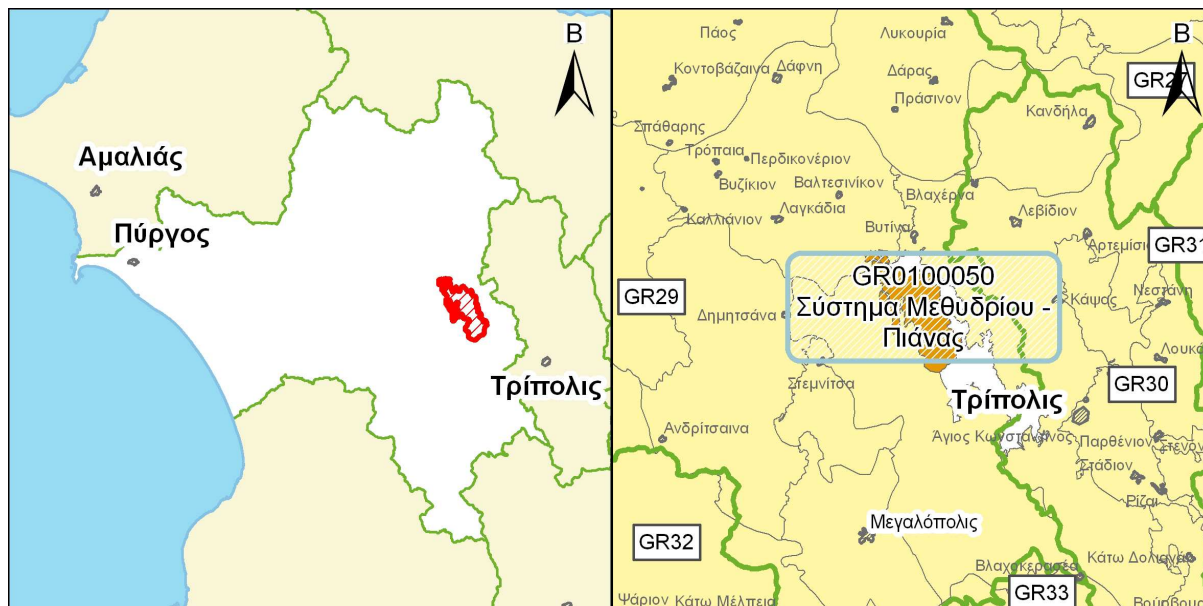 Β
Αμαλιάς
Πύργος
Τρίπολις
Πάος
Λυκουρία
Β
Κοντοβάζαινα
Δάφνη
Δάρας
GR27
Πράσινον
Κανδήλα
Σπάθαρης
Τρόπαια
Περδικονέριον
Βυζίκιον
Βαλτεσινίκον
Βλαχέρνα
Καλλιάνιον
Λαγκάδια
Λεβίδιον
Βυτίνα
Αρτεμίσιο
GR31
GR29
GR0100050
Κάψας
Νεστάνη
Δημητσάνα
Σύστημα Μεθυδρίου -
Πιάνας
Λουκά
Στεμνίτσα
GR30
Τρίπολις
Ανδρίτσαινα
Άγιος Κωνσταντίνος
Παρθένιον
Στενόν
Στάδιον
Ρίζαι
Μεγαλόπολις
GR32
Βλαχοκερασέα
Κάτω Δολιανά
GR33
Ψάριον
Κάτω Μέλπεια